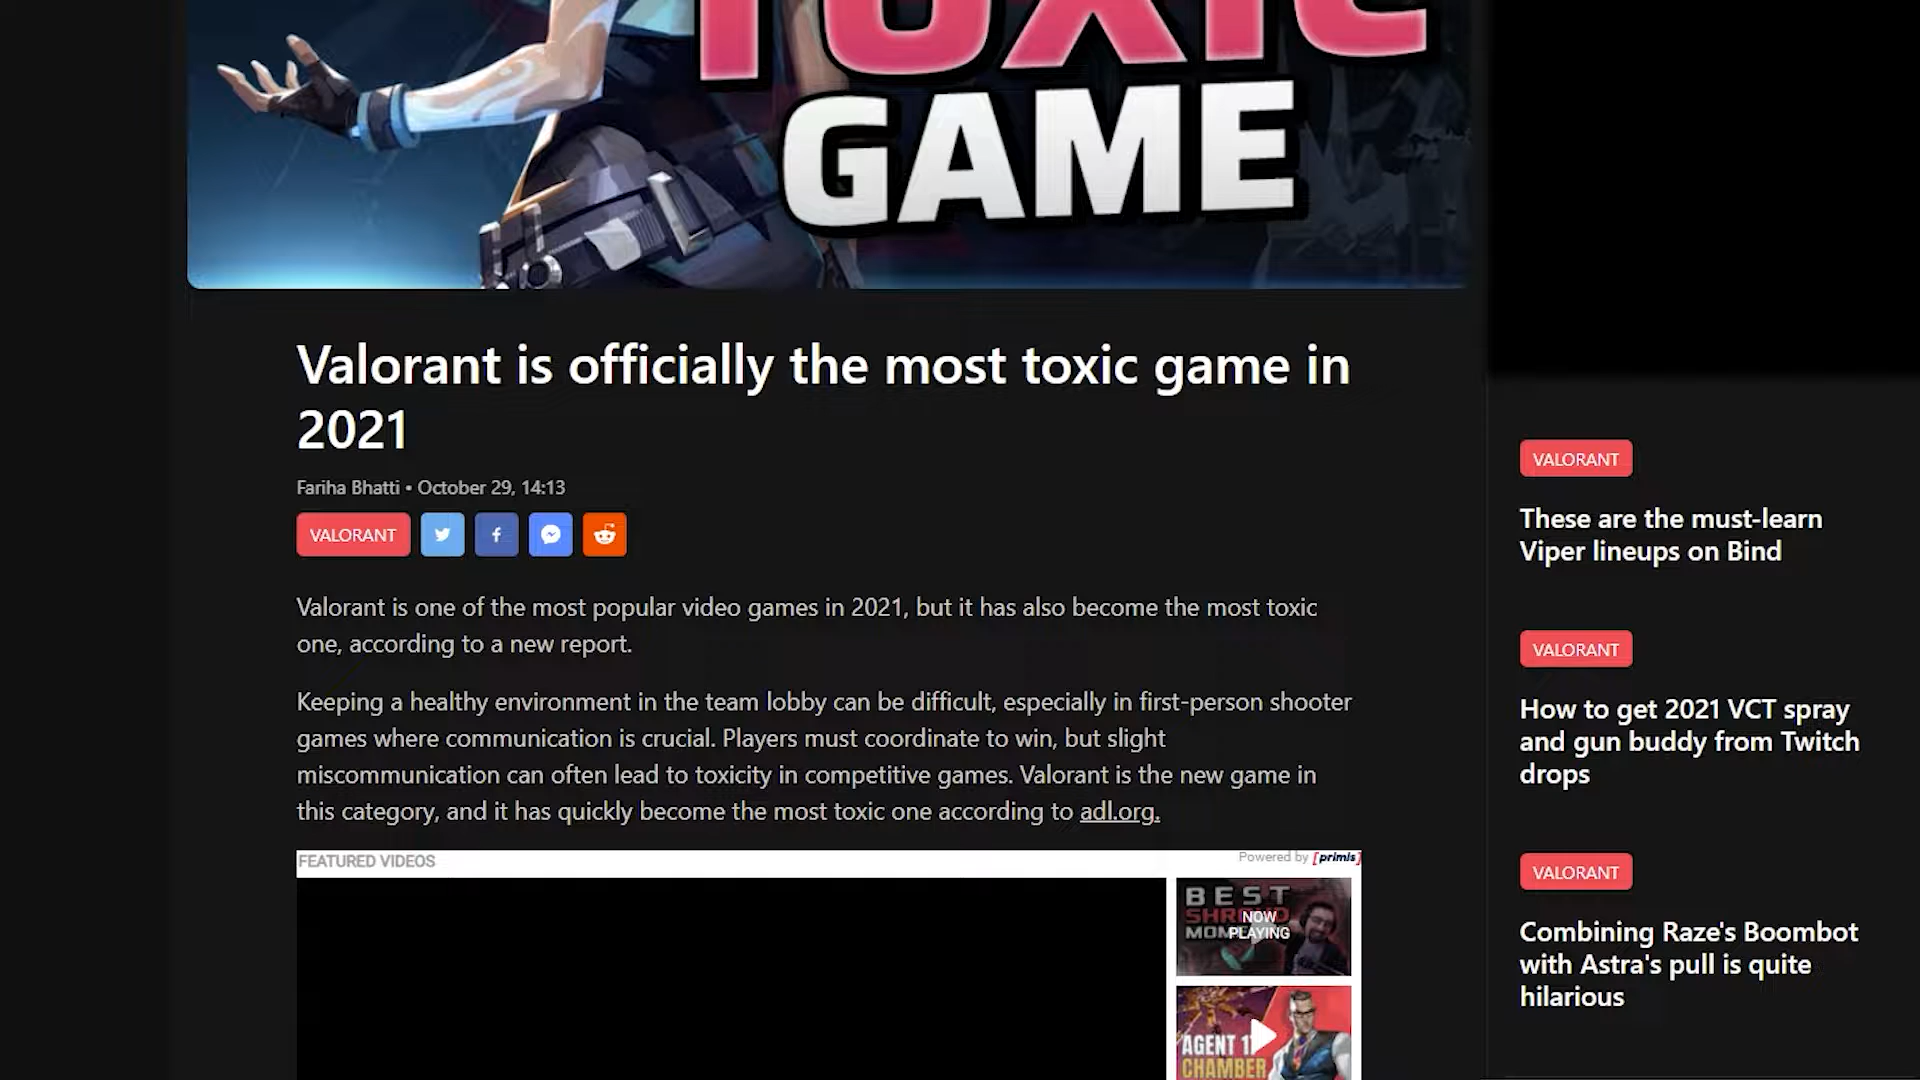 TOXIC
GAME
Valorant is officially the most toxic game in
2021
Fariha Bhatti • October 29, 14:13
VALORANT
Valorant is one of the most popular video games in 2021, but it has also become the most toxic
one, according to a new report.
Keeping a healthy environment in the team lobby can be difficult, especially in first-person shooter
games where communication is crucial. Players must coordinate to win, but slight
miscommunication can often lead to toxicity in competitive games. Valorant is the new game in
this category, and it has quickly become the most toxic one according to adl.org.
FEATURED VIDEOS
Powered by [primis]
BEST
SHROUD
NOW
PLAYING
AGENT 17
CHAMBER
VALORANT
These are the must-learn
Viper lineups on Bind
VALORANT
How to get 2021 VCT spray
and gun buddy from Twitch
drops
VALORANT
Combining Raze's Boombot
with Astra's pull is quite
hilarious